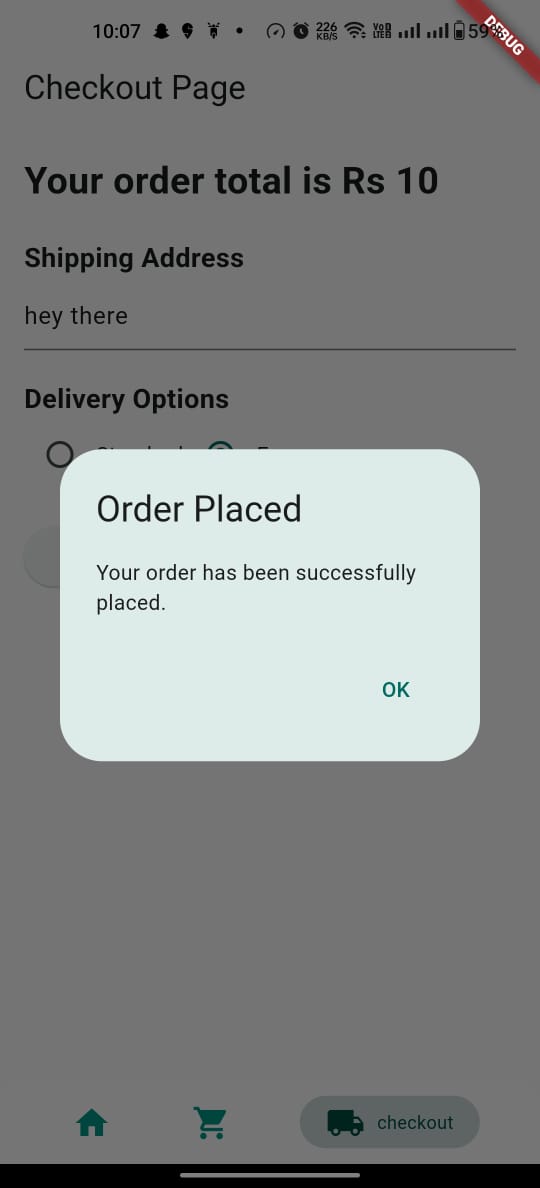 10:07
226
KB/S
Vo
LTE
59%
DEBUG
Checkout Page
Your order total is Rs 10
Shipping Address
hey there
Delivery Options
Order Placed
Your order has been successfully
placed.
OK
checkout